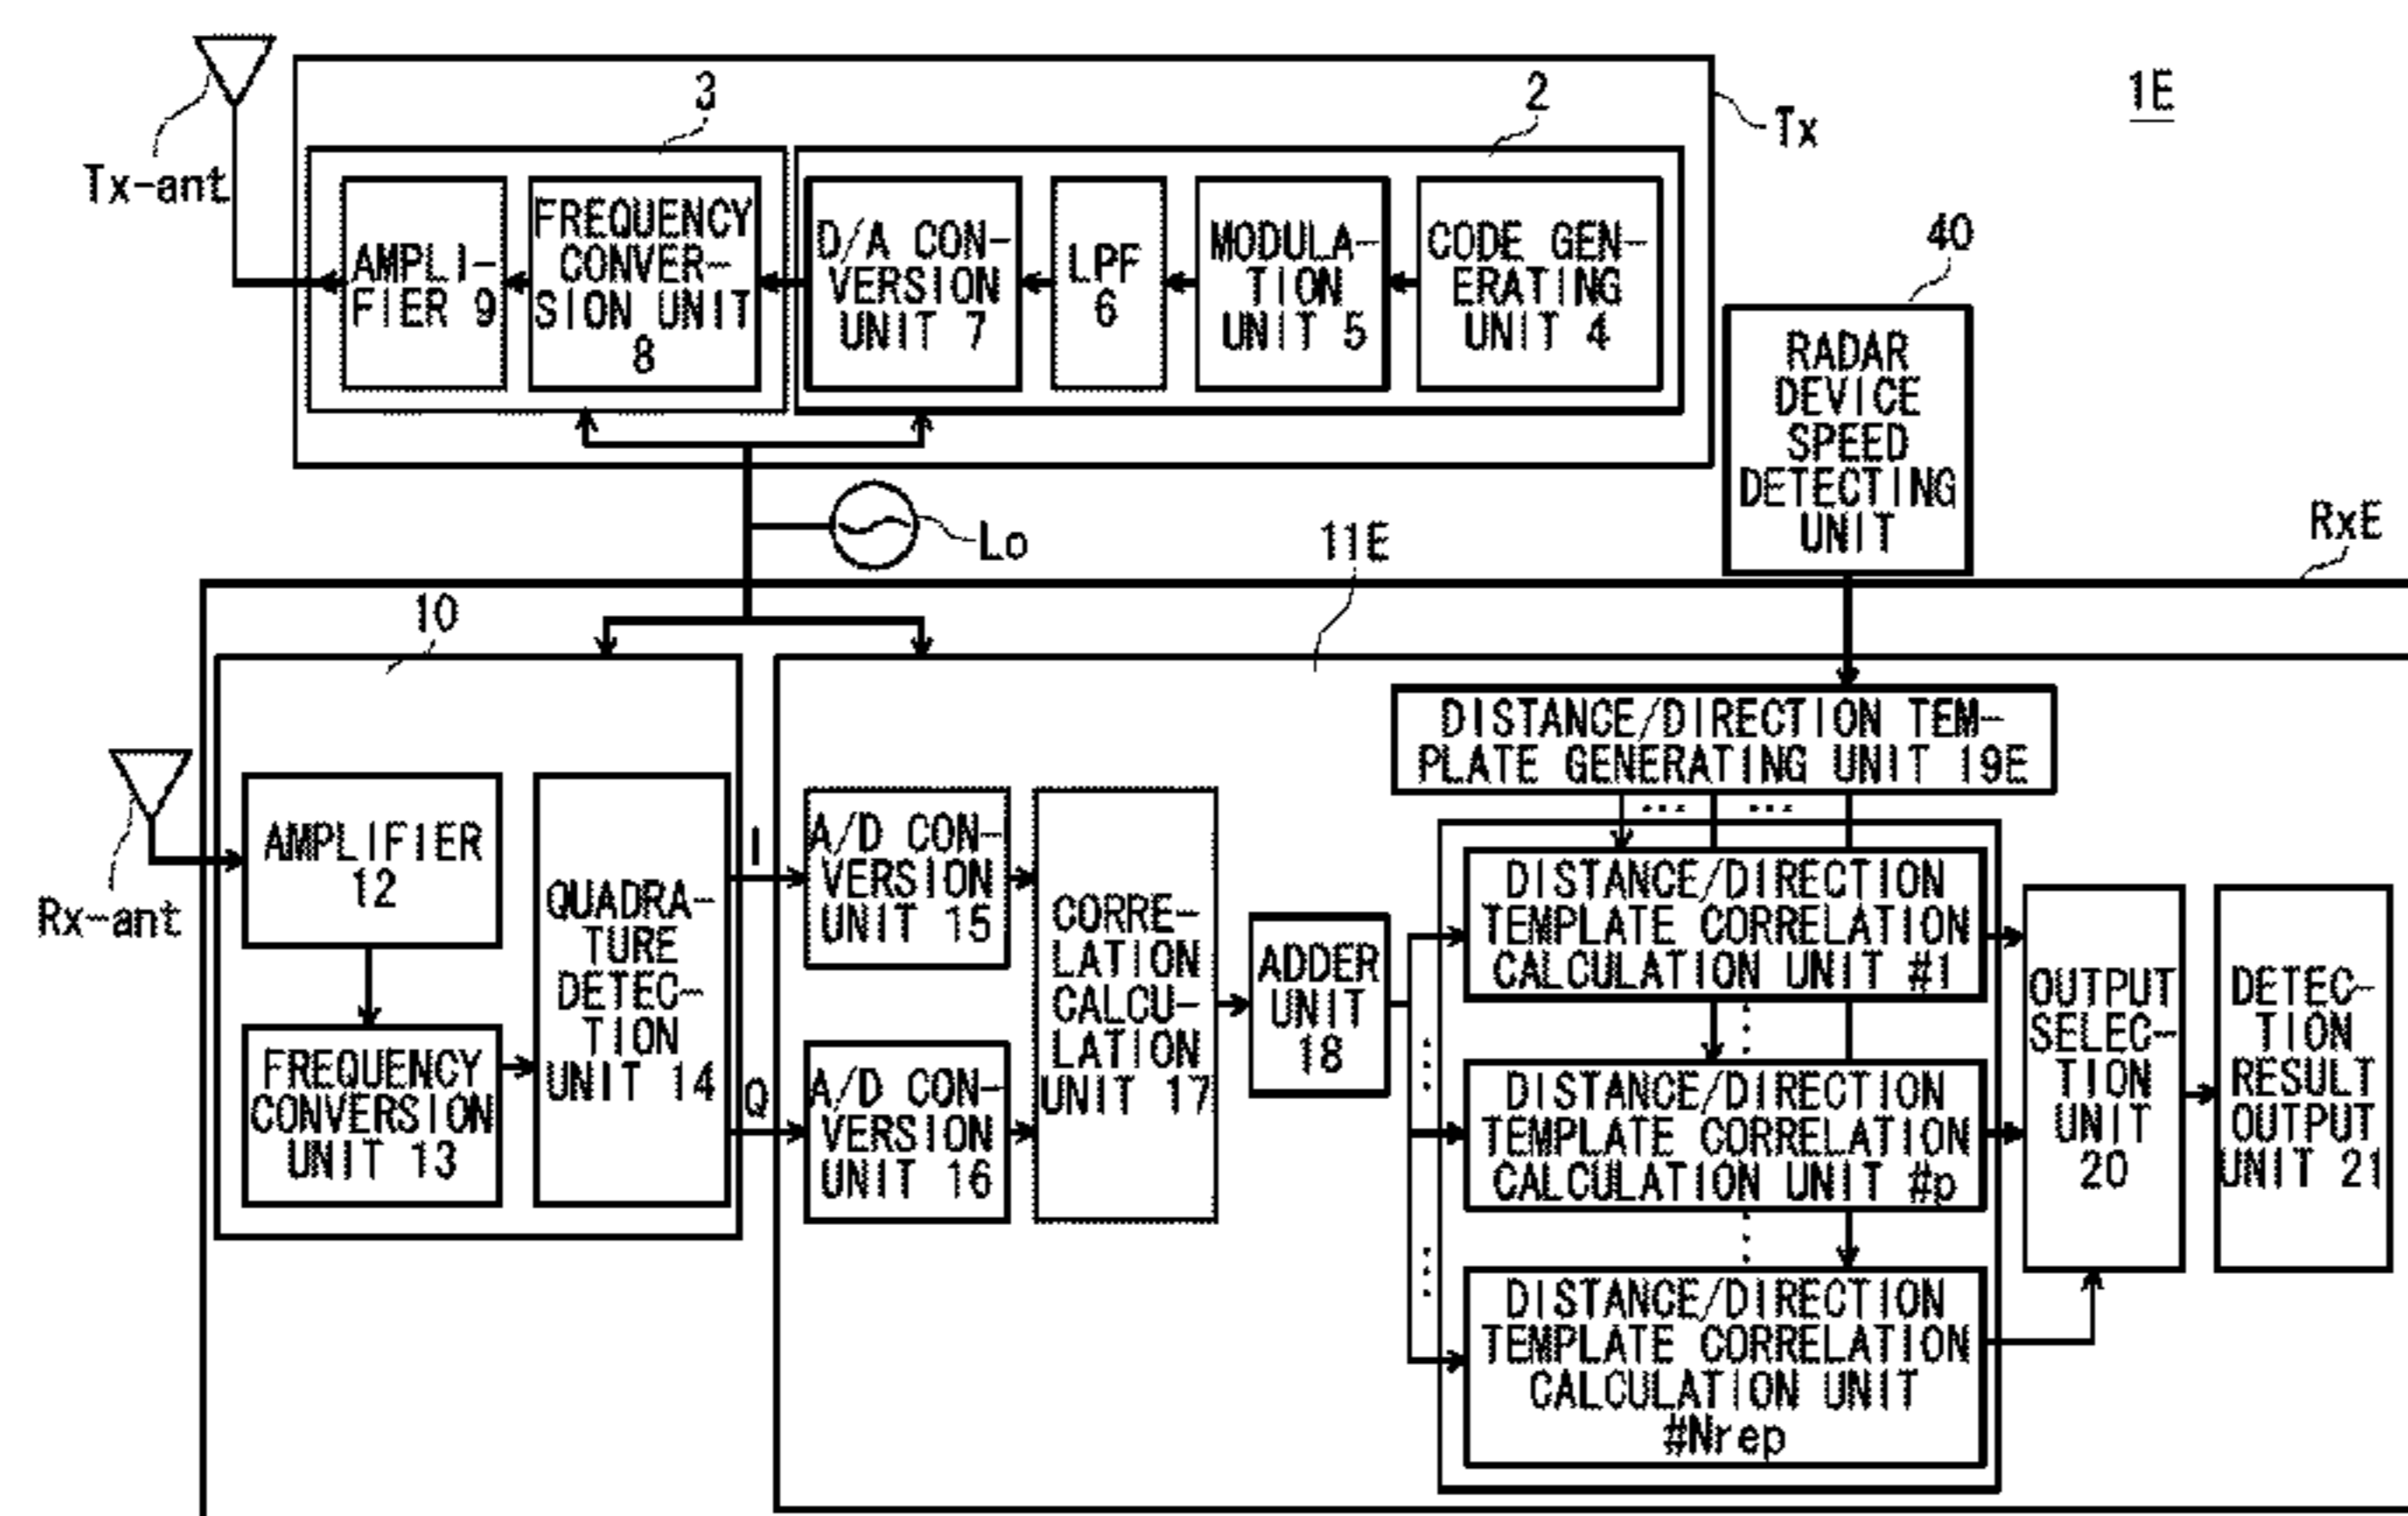 1E
Tx-ant
3
2
Tx
AMPLI-
FIER 9
FREQUENCY
CONVER-
SION UNIT
8
D/A CON-
VERSION
UNIT 7
LPF
6
MODULA-
TION
UNIT 5
CODE GEN-
ERATING
UNIT 4
40
RADAR
DEVICE
SPEED
DETECTING
UNIT
Lo
11E
RxE
10
Rx-ant
AMPLIFIER
12
FREQUENCY
CONVERSION
UNIT 13
QUADRA-
TURE
DETEC-
TION
UNIT 14
I
Q
A/D CON-
VERSION
UNIT 15
A/D CON-
VERSION
UNIT 16
CORRE-
LATION
CALCU-
LATION
UNIT 17
ADDER
UNIT
18
DISTANCE/DIRECTION TEM-
PLATE GENERATING UNIT 19E
... ...
DISTANCE/DIRECTION
TEMPLATE CORRELATION
CALCULATION UNIT #1
DISTANCE/DIRECTION
TEMPLATE CORRELATION
CALCULATION UNIT #p
DISTANCE/DIRECTION
TEMPLATE CORRELATION
CALCULATION UNIT
#Nrep
OUTPUT
SELEC-
TION
UNIT
20
DETEC-
TION
RESULT
OUTPUT
UNIT 21